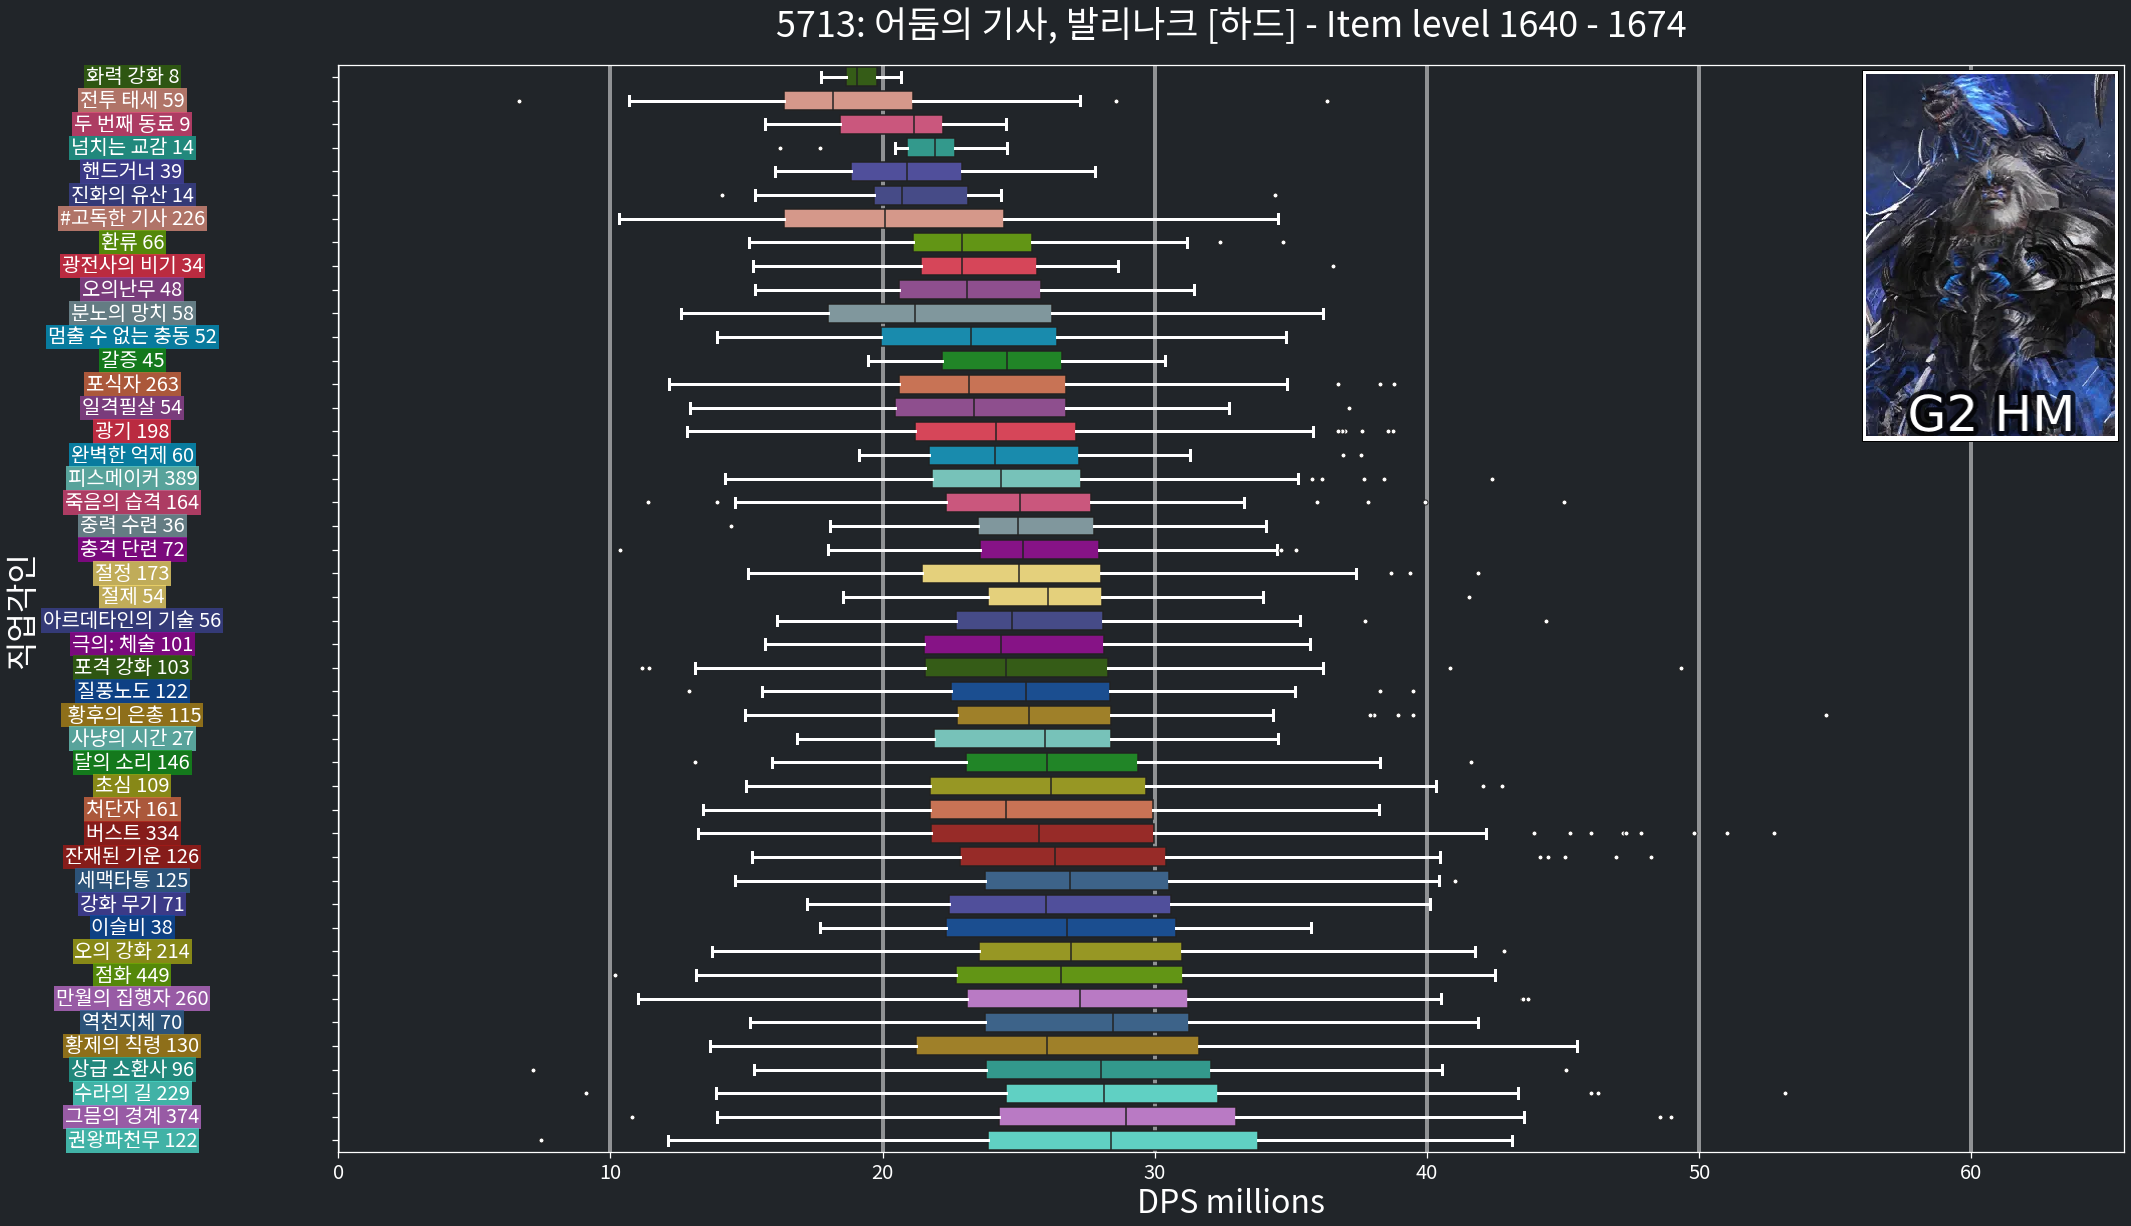 5713: 어둠의 기사, 발리나크 [하드] - Item level 1640 - 1674
화력 강화 8
전투 태세 59
두 번째 동료 9
넘치는 교감 14
핸드거너 39
진화의 유산 14
#고독한 기사 226
환류 66
광전사의 비기 34
오의난무 48
분노의 망치 58
멈출 수 없는 충동 52
갈증 45
포식자 263
일격필살 54
광기 198
완벽한 억제 60
피스메이커 389
죽음의 습격 164
중력 수련 36
충격 단련 72
절정 173
절제 54
아르데타인의 기술 56
극의: 체술 101
포격 강화 103
질풍노도 122
황후의 은총 115
사냥의 시간 27
달의 소리 146
초심 109
처단자 161
버스트 334
잔재된 기운 126
세맥타통 125
강화 무기 71
이슬비 38
오의 강화 214
점화 449
만월의 집행자 260
역천지체 70
황제의 칙령 130
상급 소환사 96
수라의 길 229
그믐의 경계 374
권왕파천무 122
직업각인
G2 HM
0 10 20 30 40 50 60
DPS millions